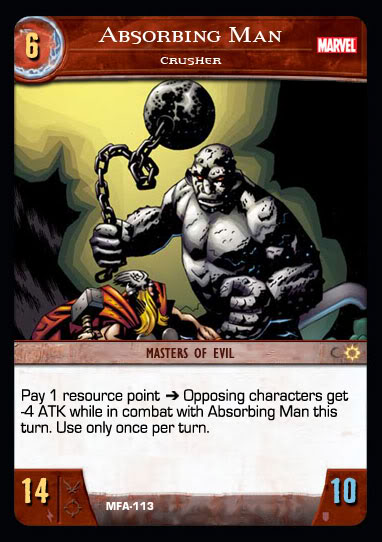 6
Absorbing Man
MARVEL
Crusher
MASTERS OF EVIL
C
Pay 1 resource point ➔ Opposing characters get
-4 ATK while in combat with Absorbing Man this
turn. Use only once per turn.
14
MFA-113
10